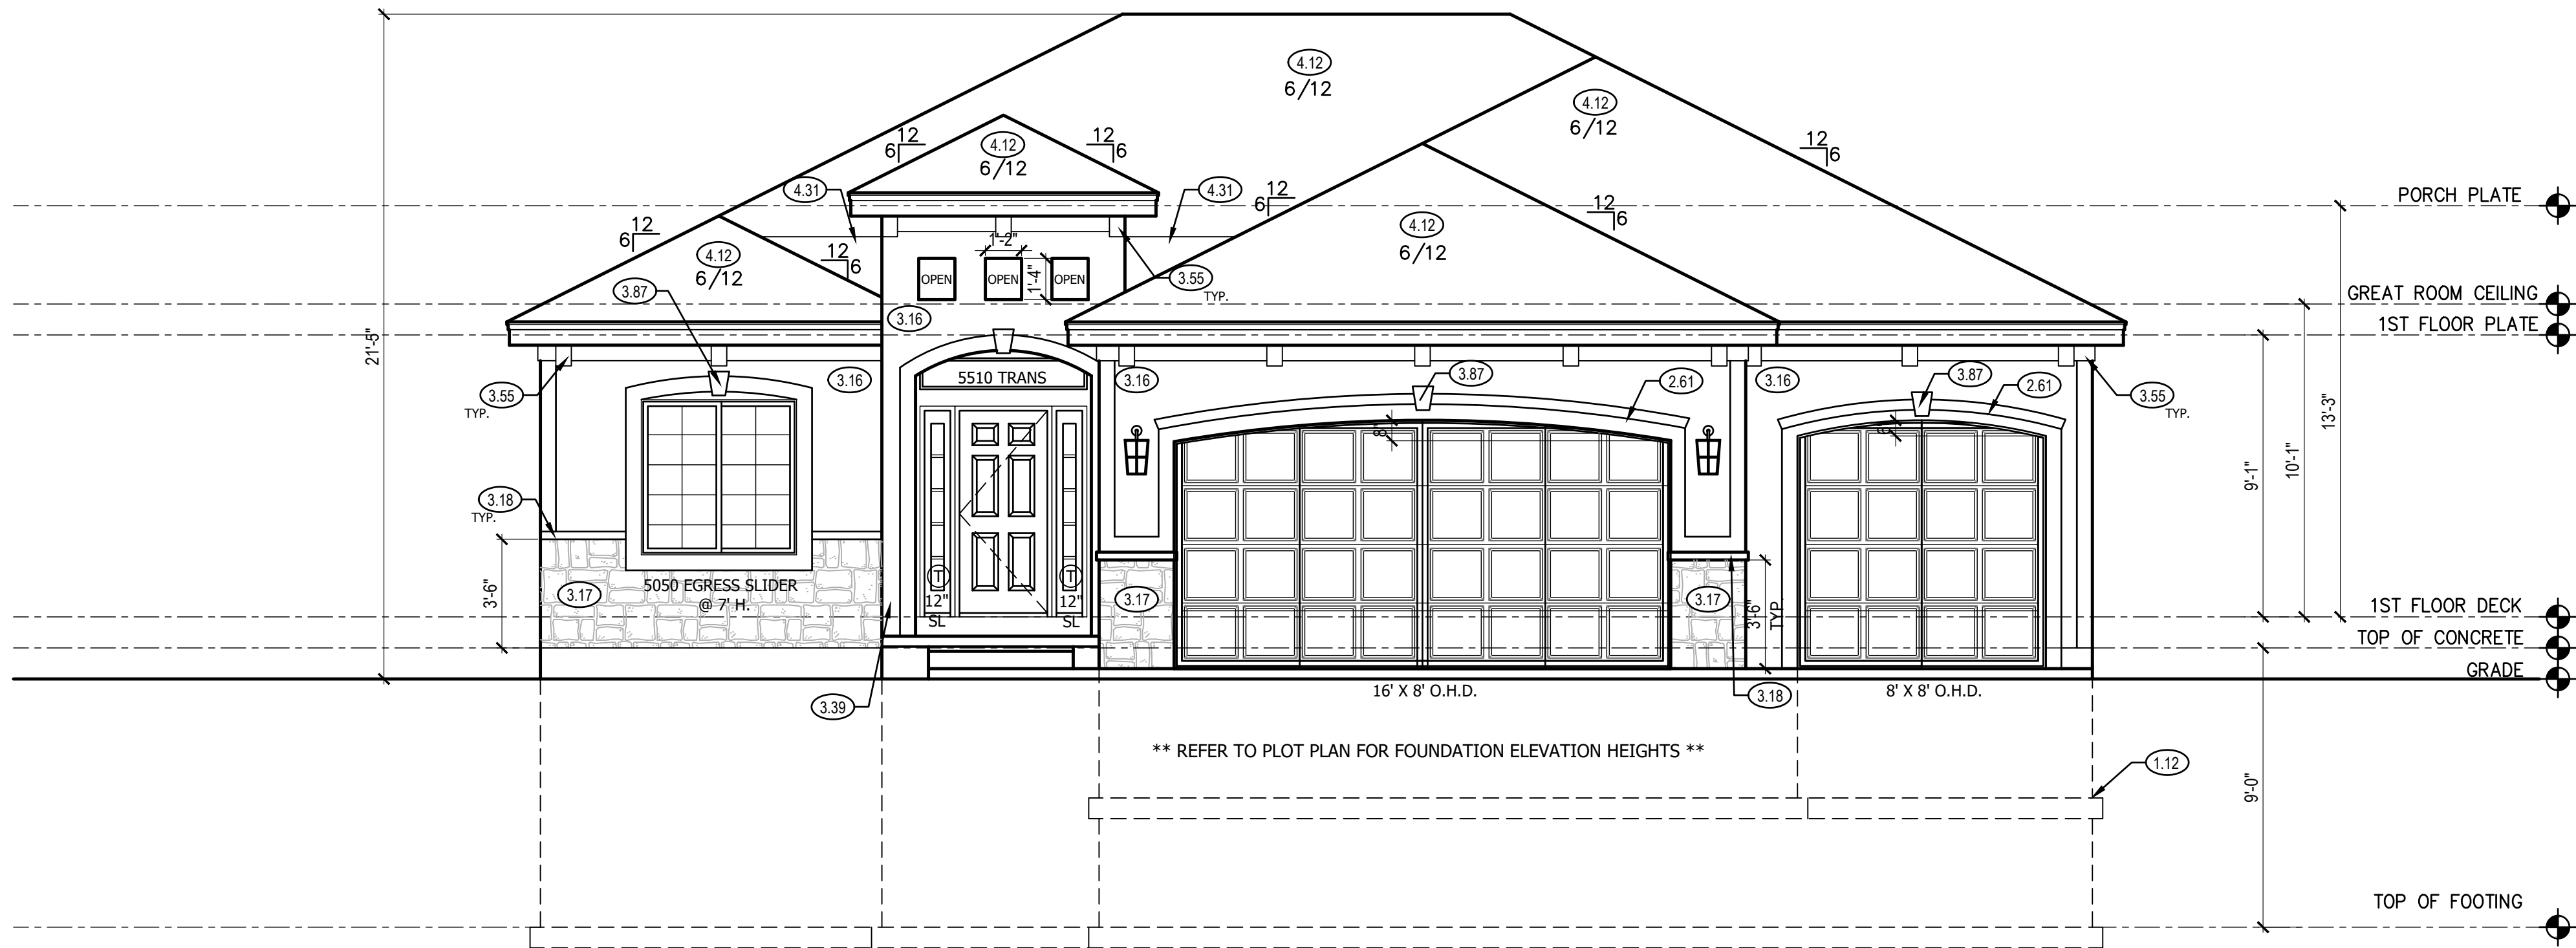 4.12
6/12
4.12
6/12
12
6
4.12
6/12
12
6
12
6
4.31
4.31
12
6
12
6
PORCH PLATE
12
6
4.12
6/12
12
6
4.12
6/12
1'-2"
3.87
OPEN
OPEN
1'-4"
OPEN
3.55
TYP.
GREAT ROOM CEILING
3.16
1ST FLOOR PLATE
21'-5"
13'-3"
10'-1"
9'-1"
3.55
TYP.
3.16
5510 TRANS
3.16
3.87
2.61
3.16
3.87
2.61
3.55
TYP.
8"
3.18
TYP.
3'-6"
3.17
5050 EGRESS SLIDER
@ 7' H.
T
12"
SL
T
12"
SL
3.17
3.17
3'-6"
TYP.
1ST FLOOR DECK
TOP OF CONCRETE
GRADE
3.39
16' X 8' O.H.D.
3.18
8' X 8' O.H.D.
** REFER TO PLOT PLAN FOR FOUNDATION ELEVATION HEIGHTS **
1.12
9'-0"
TOP OF FOOTING